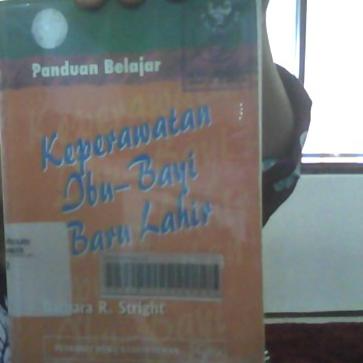 Panduan Belajar
Keperawatan
Ibu-Bayi
Baru Lahir
Barbara R. Stright